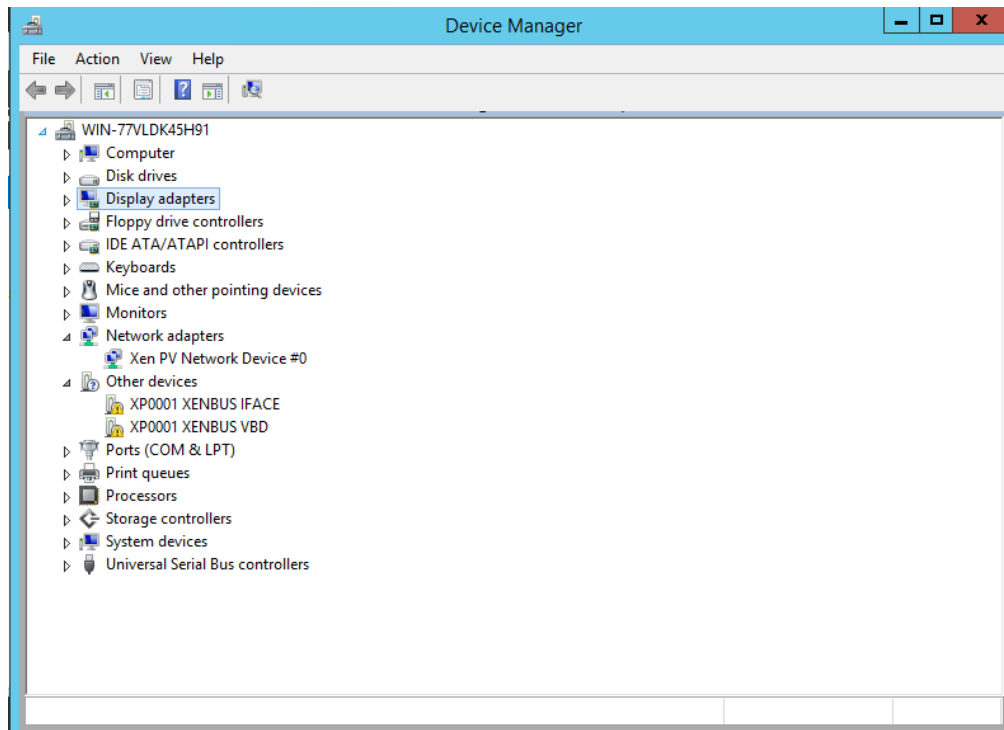 Device Manager
File Action View Help
WIN-77VLDK45H91
Computer
Disk drives
Display adapters
Floppy drive controllers
IDE ATA/ATAPI controllers
Keyboards
Mice and other pointing devices
Monitors
Network adapters
Xen PV Network Device #0
Other devices
XP0001 XENBUS IFACE
XP0001 XENBUS VBD
Ports (COM & LPT)
Print queues
Processors
Storage controllers
System devices
Universal Serial Bus controllers